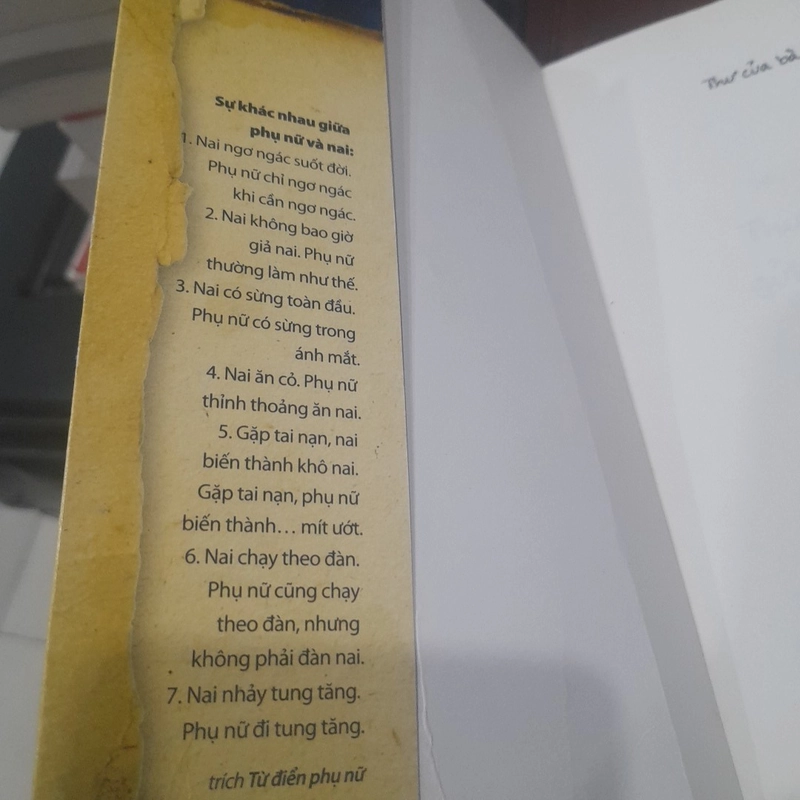 Sự khác nhau giữa
phụ nữ và nai:
1. Nai ngơ ngác suốt đời.
Phụ nữ chỉ ngơ ngác
khi cần ngơ ngác.
2. Nai không bao giờ
giả nai. Phụ nữ
thường làm như thế.
3. Nai có sừng toàn đầu.
Phụ nữ có sừng trong
ánh mắt.
4. Nai ăn cỏ. Phụ nữ
thỉnh thoảng ăn nai.
5. Gặp tai nạn, nai
biến thành khô nai.
Gặp tai nạn, phụ nữ
biến thành... mít ướt.
6. Nai chạy theo đàn.
Phụ nữ cũng chạy
theo đàn, nhưng
không phải đàn nai.
7. Nai nhảy tung tăng.
Phụ nữ đi tung tăng.
trích Từ điển phụ nữ
Thư của bà